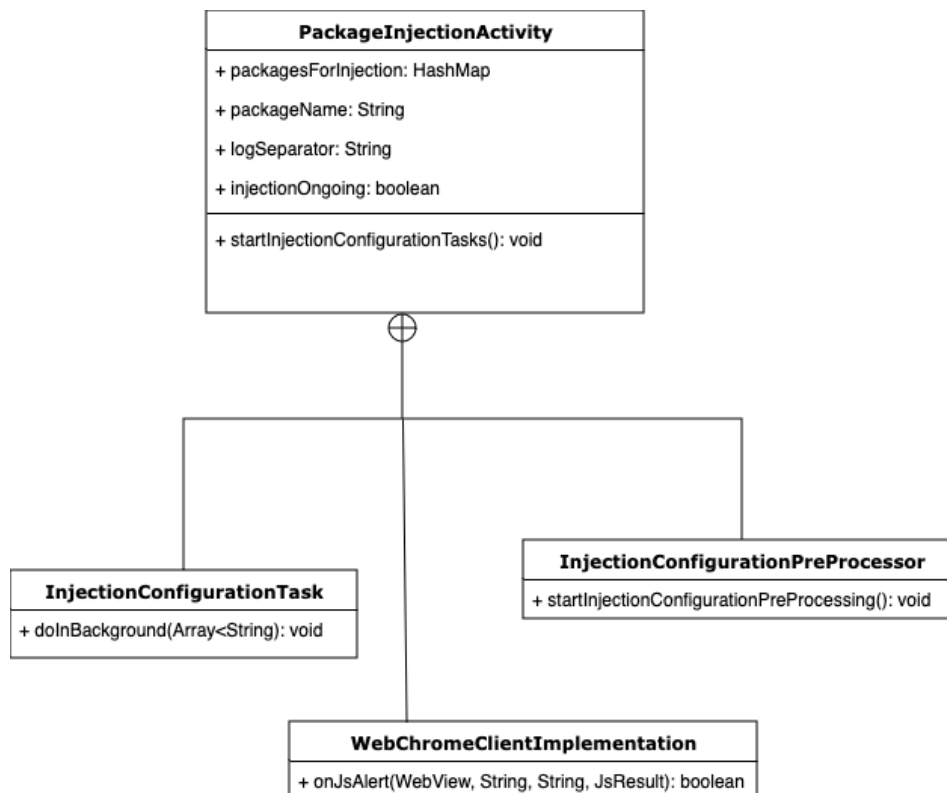 PackageInjectionActivity
+ packagesForInjection: HashMap
+ packageName: String
+ logSeparator: String
+ injectionOngoing: boolean
+ startInjectionConfigurationTasks(): void
InjectionConfigurationTask
+ doInBackground(Array<String): void
InjectionConfigurationPreProcessor
+ startInjectionConfigurationPreProcessing(): void
WebChromeClientImplementation
+ onJsAlert(WebView, String, String, JsResult): boolean